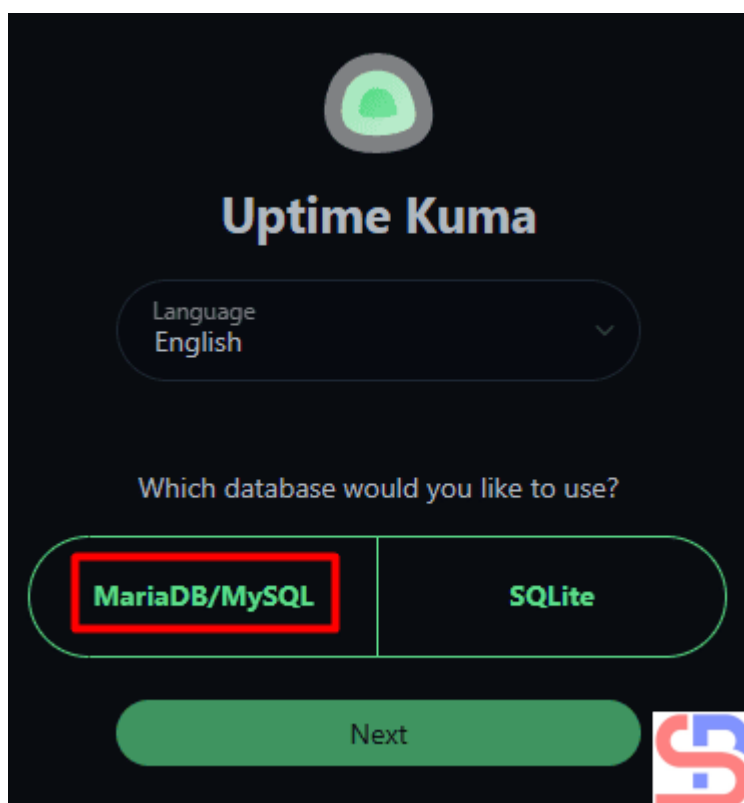 Uptime Kuma
Language
English
Which database would you like to use?
MariaDB/MySQL
SQLite
Next